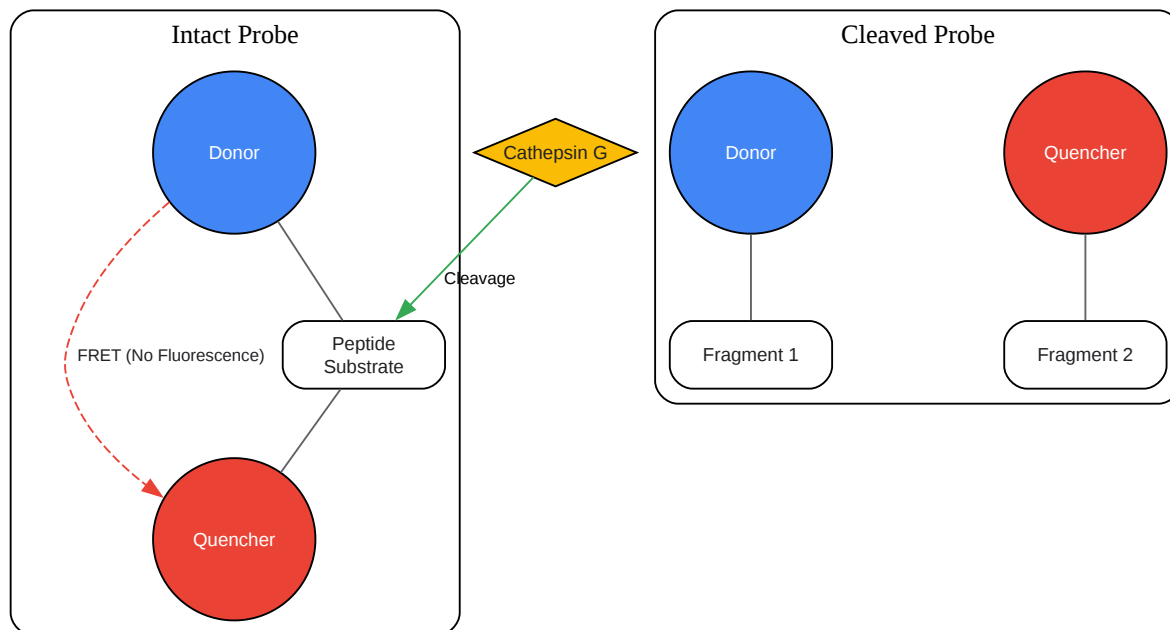 Intact Probe
Donor
FRET (No Fluorescence)
Peptide
Substrate
Quencher
Cathepsin G
Cleavage
Cleaved Probe
Donor
Quencher
Fragment 1
Fragment 2